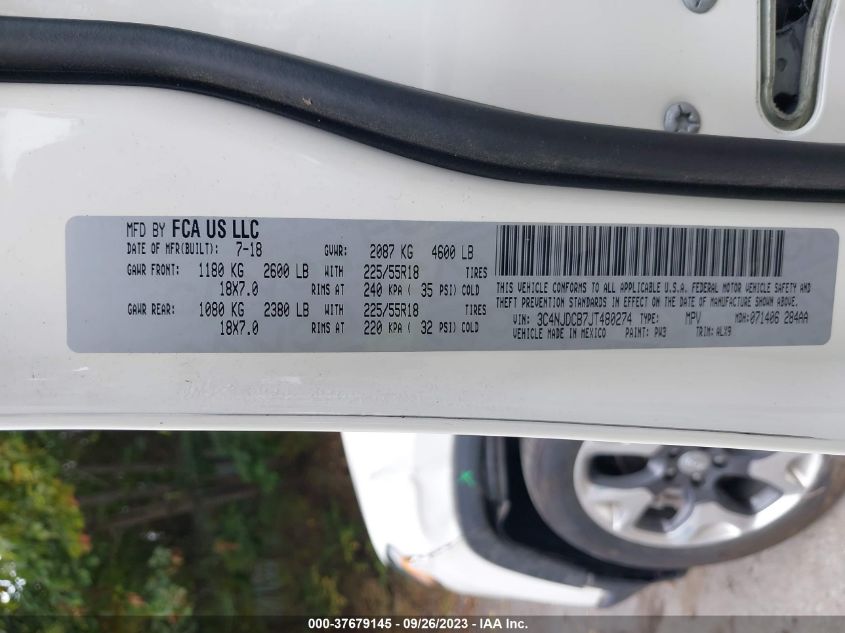 MFD BY FCA US LLC
DATE OF MFR(BUILT): 7-18 GVWR: 2087 KG 4600 LB
GAWR FRONT: 1180 KG 2600 LB WITH 225/55R18 TIRES
18X7.0 RIMS AT 240 KPA ( 35 PSI) COLD
GAWR REAR: 1080 KG 2380 LB WITH 225/55R18 TIRES
18X7.0 RIMS AT 220 KPA ( 32 PSI) COLD
THIS VEHICLE CONFORMS TO ALL APPLICABLE U.S.A. FEDERAL MOTOR VEHICLE SAFETY AND
THEFT PREVENTION STANDARDS IN EFFECT ON THE DATE OF MANUFACTURE SHOWN ABOVE.
VIN: 3C4NJDCB7JT480274 TYPE: MPV MDH:071406 284AA
VEHICLE MADE IN MEXICO PAINT: PW3 TRIM: ALX9
000-37679145 - 09/26/2023 - IAA Inc.